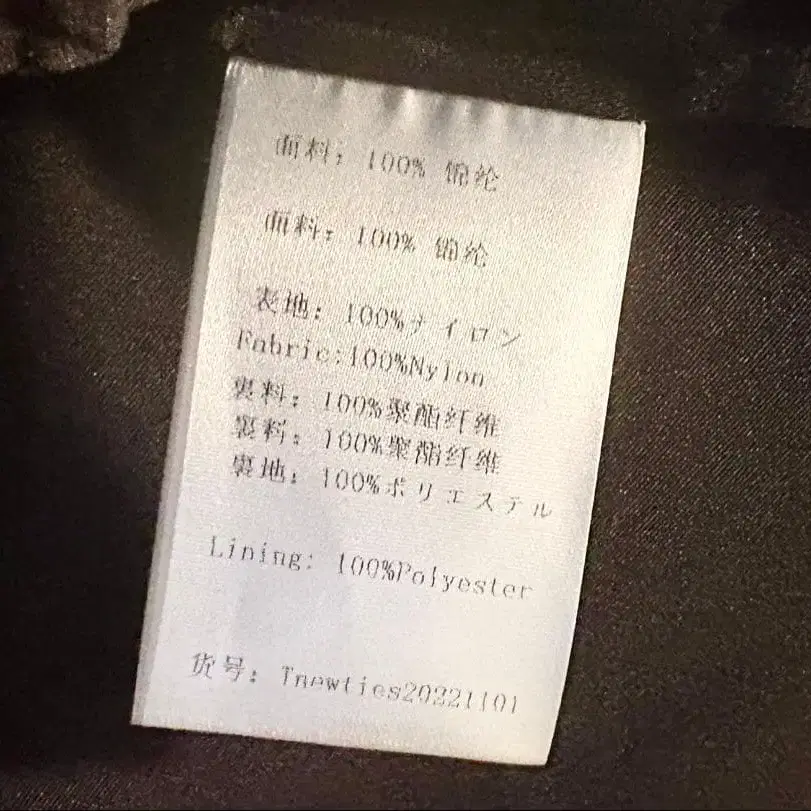 面料: 100% 锦纶
面料: 100% 锦纶
表地: 100%ナイロン
Fabric:100%Nylon
裏料: 100%聚酯纤维
裏料: 100%聚酯纤维
裏地: 100%ポリエステル
Lining: 100%Polyester
货号: Tnewties20221101